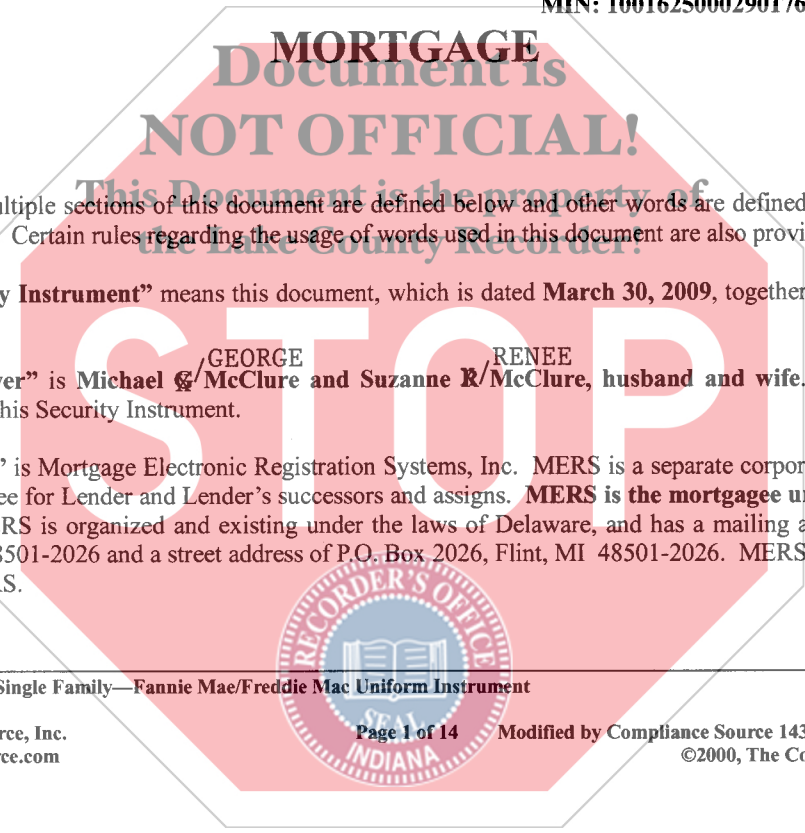 MIN: 1001625000290176
MORTGAGE
Document is
NOT OFFICIAL!
This Document is the property of
the Lake County Recorder!
ultiple sections of this document are defined below and other words are defined
Certain rules regarding the usage of words used in this document are also provi
y Instrument” means this document, which is dated March 30, 2009, together
GEORGE RENEE
er” is Michael G/McClure and Suzanne R/McClure, husband and wife.
his Security Instrument.
” is Mortgage Electronic Registration Systems, Inc. MERS is a separate corpor
ee for Lender and Lender’s successors and assigns. MERS is the mortgagee u
RS is organized and existing under the laws of Delaware, and has a mailing a
8501-2026 and a street address of P.O. Box 2026, Flint, MI 48501-2026. MERS
S.
STOP
RECORDER'S OFFICE
SEAL
INDIANA
Single Family—Fannie Mae/Freddie Mac Uniform Instrument
rce, Inc. Page 1 of 14 Modified by Compliance Source 143
ce.com ©2000, The Co